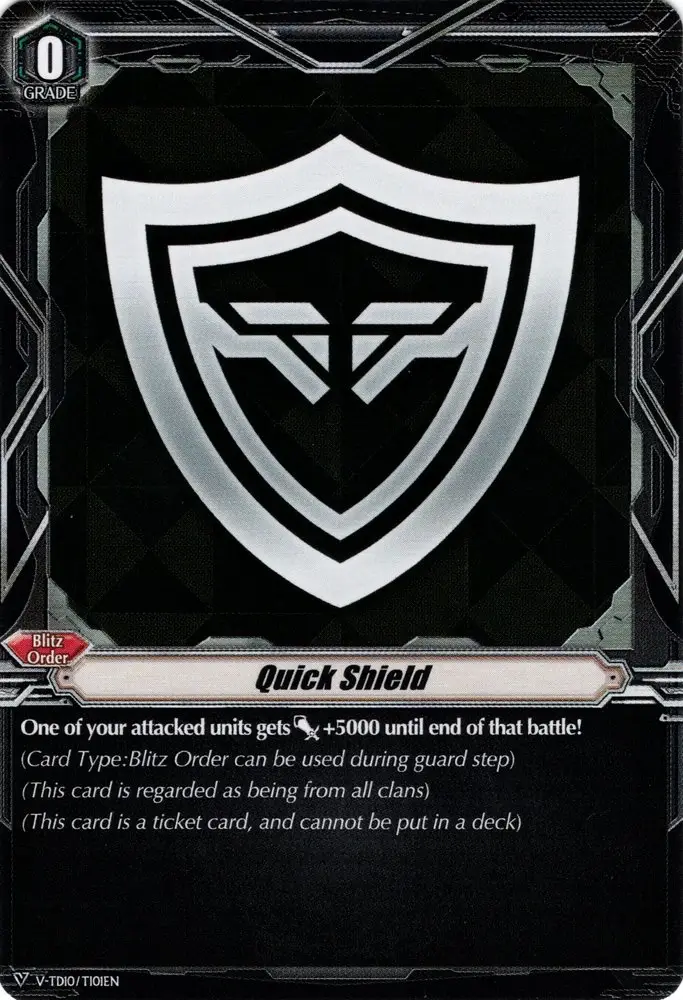 0
GRADE
Blitz
Order
Quick Shield
One of your attacked units gets +5000 until end of that battle!
(Card Type:Blitz Order can be used during guard step)
(This card is regarded as being from all clans)
(This card is a ticket card, and cannot be put in a deck)
V-TD10/T101EN